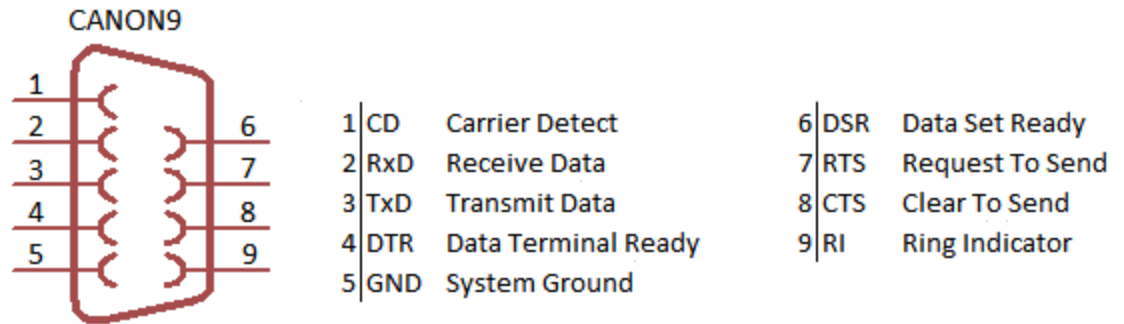 CANON9
1
2
3
4
5
6
7
8
9
1 CD Carrier Detect
2 RxD Receive Data
3 TxD Transmit Data
4 DTR Data Terminal Ready
5 GND System Ground
6 DSR Data Set Ready
7 RTS Request To Send
8 CTS Clear To Send
9 RI Ring Indicator